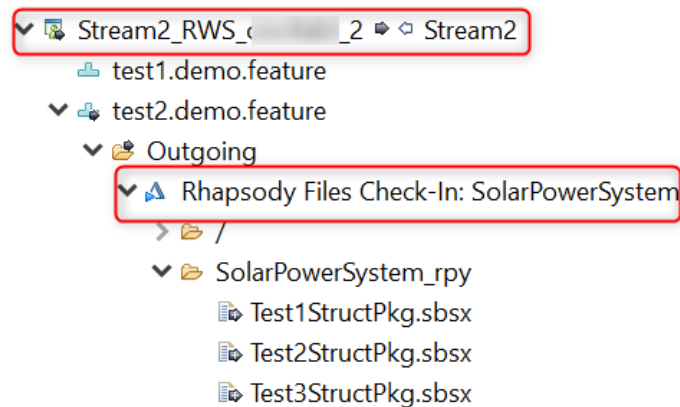 Stream2_RWS_ _2 Stream2
test1.demo.feature
test2.demo.feature
Outgoing
Rhapsody Files Check-In: SolarPowerSystem
/
SolarPowerSystem_rpy
Test1StructPkg.sbsx
Test2StructPkg.sbsx
Test3StructPkg.sbsx